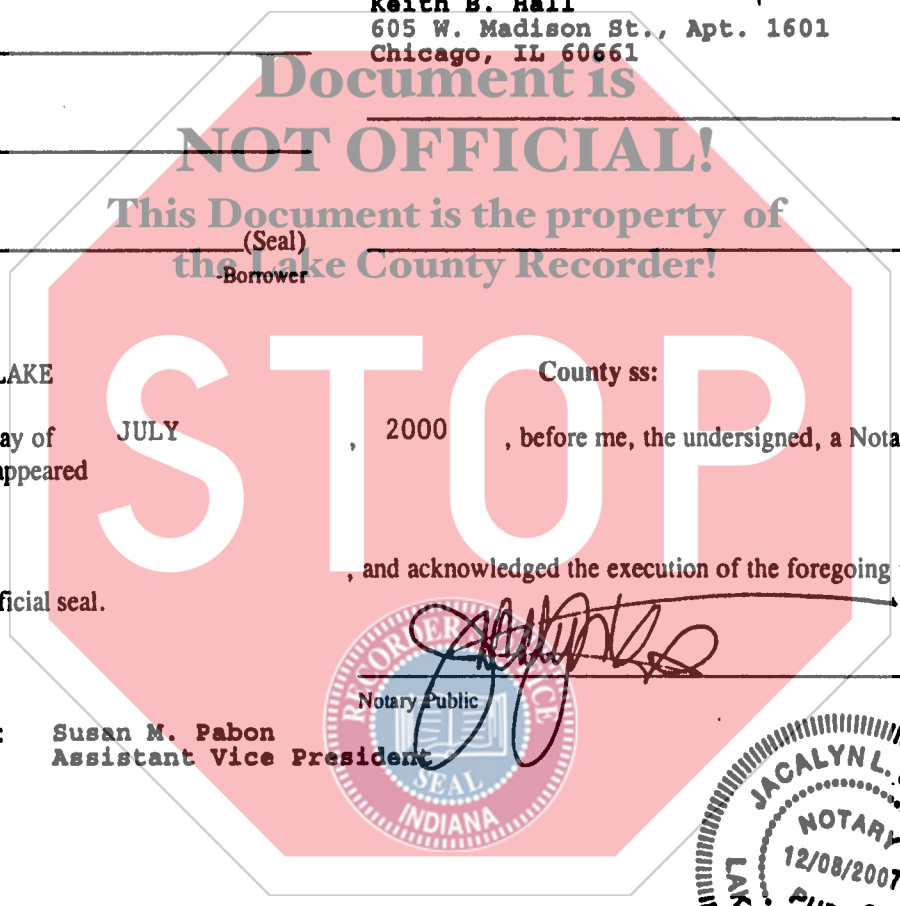 Keith B. Hall
605 W. Madison St., Apt. 1601
Chicago, IL 60661
Document is
NOT OFFICIAL!
This Document is the property of
(Seal)
the Lake County Recorder!
-Borrower
STOP
LAKE County ss:
ay of JULY , 2000 , before me, the undersigned, a Nota
appeared
, and acknowledged the execution of the foregoing
ficial seal.
Notary Public
: Susan M. Pabon
Assistant Vice President
RECORDER OFFICE
SEAL
INDIANA
JACALYN L.
NOTARY
12/08/2007
LAK